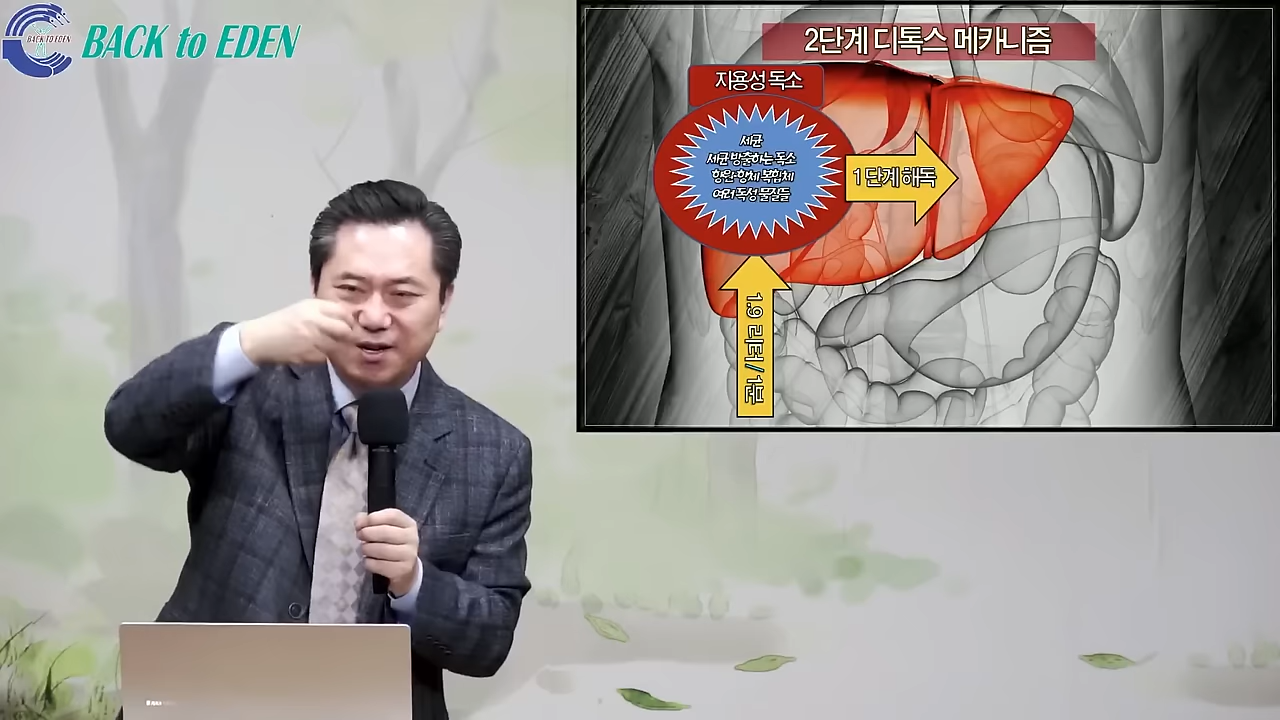 BACK TO EDEN
BACK to EDEN
2단계 디톡스 메카니즘
지용성 독소
세균
세균 방출하는 독소
항원-항체 복합체
여러 독성 물질들
1 단계 해독
1.9 리터 / 1분